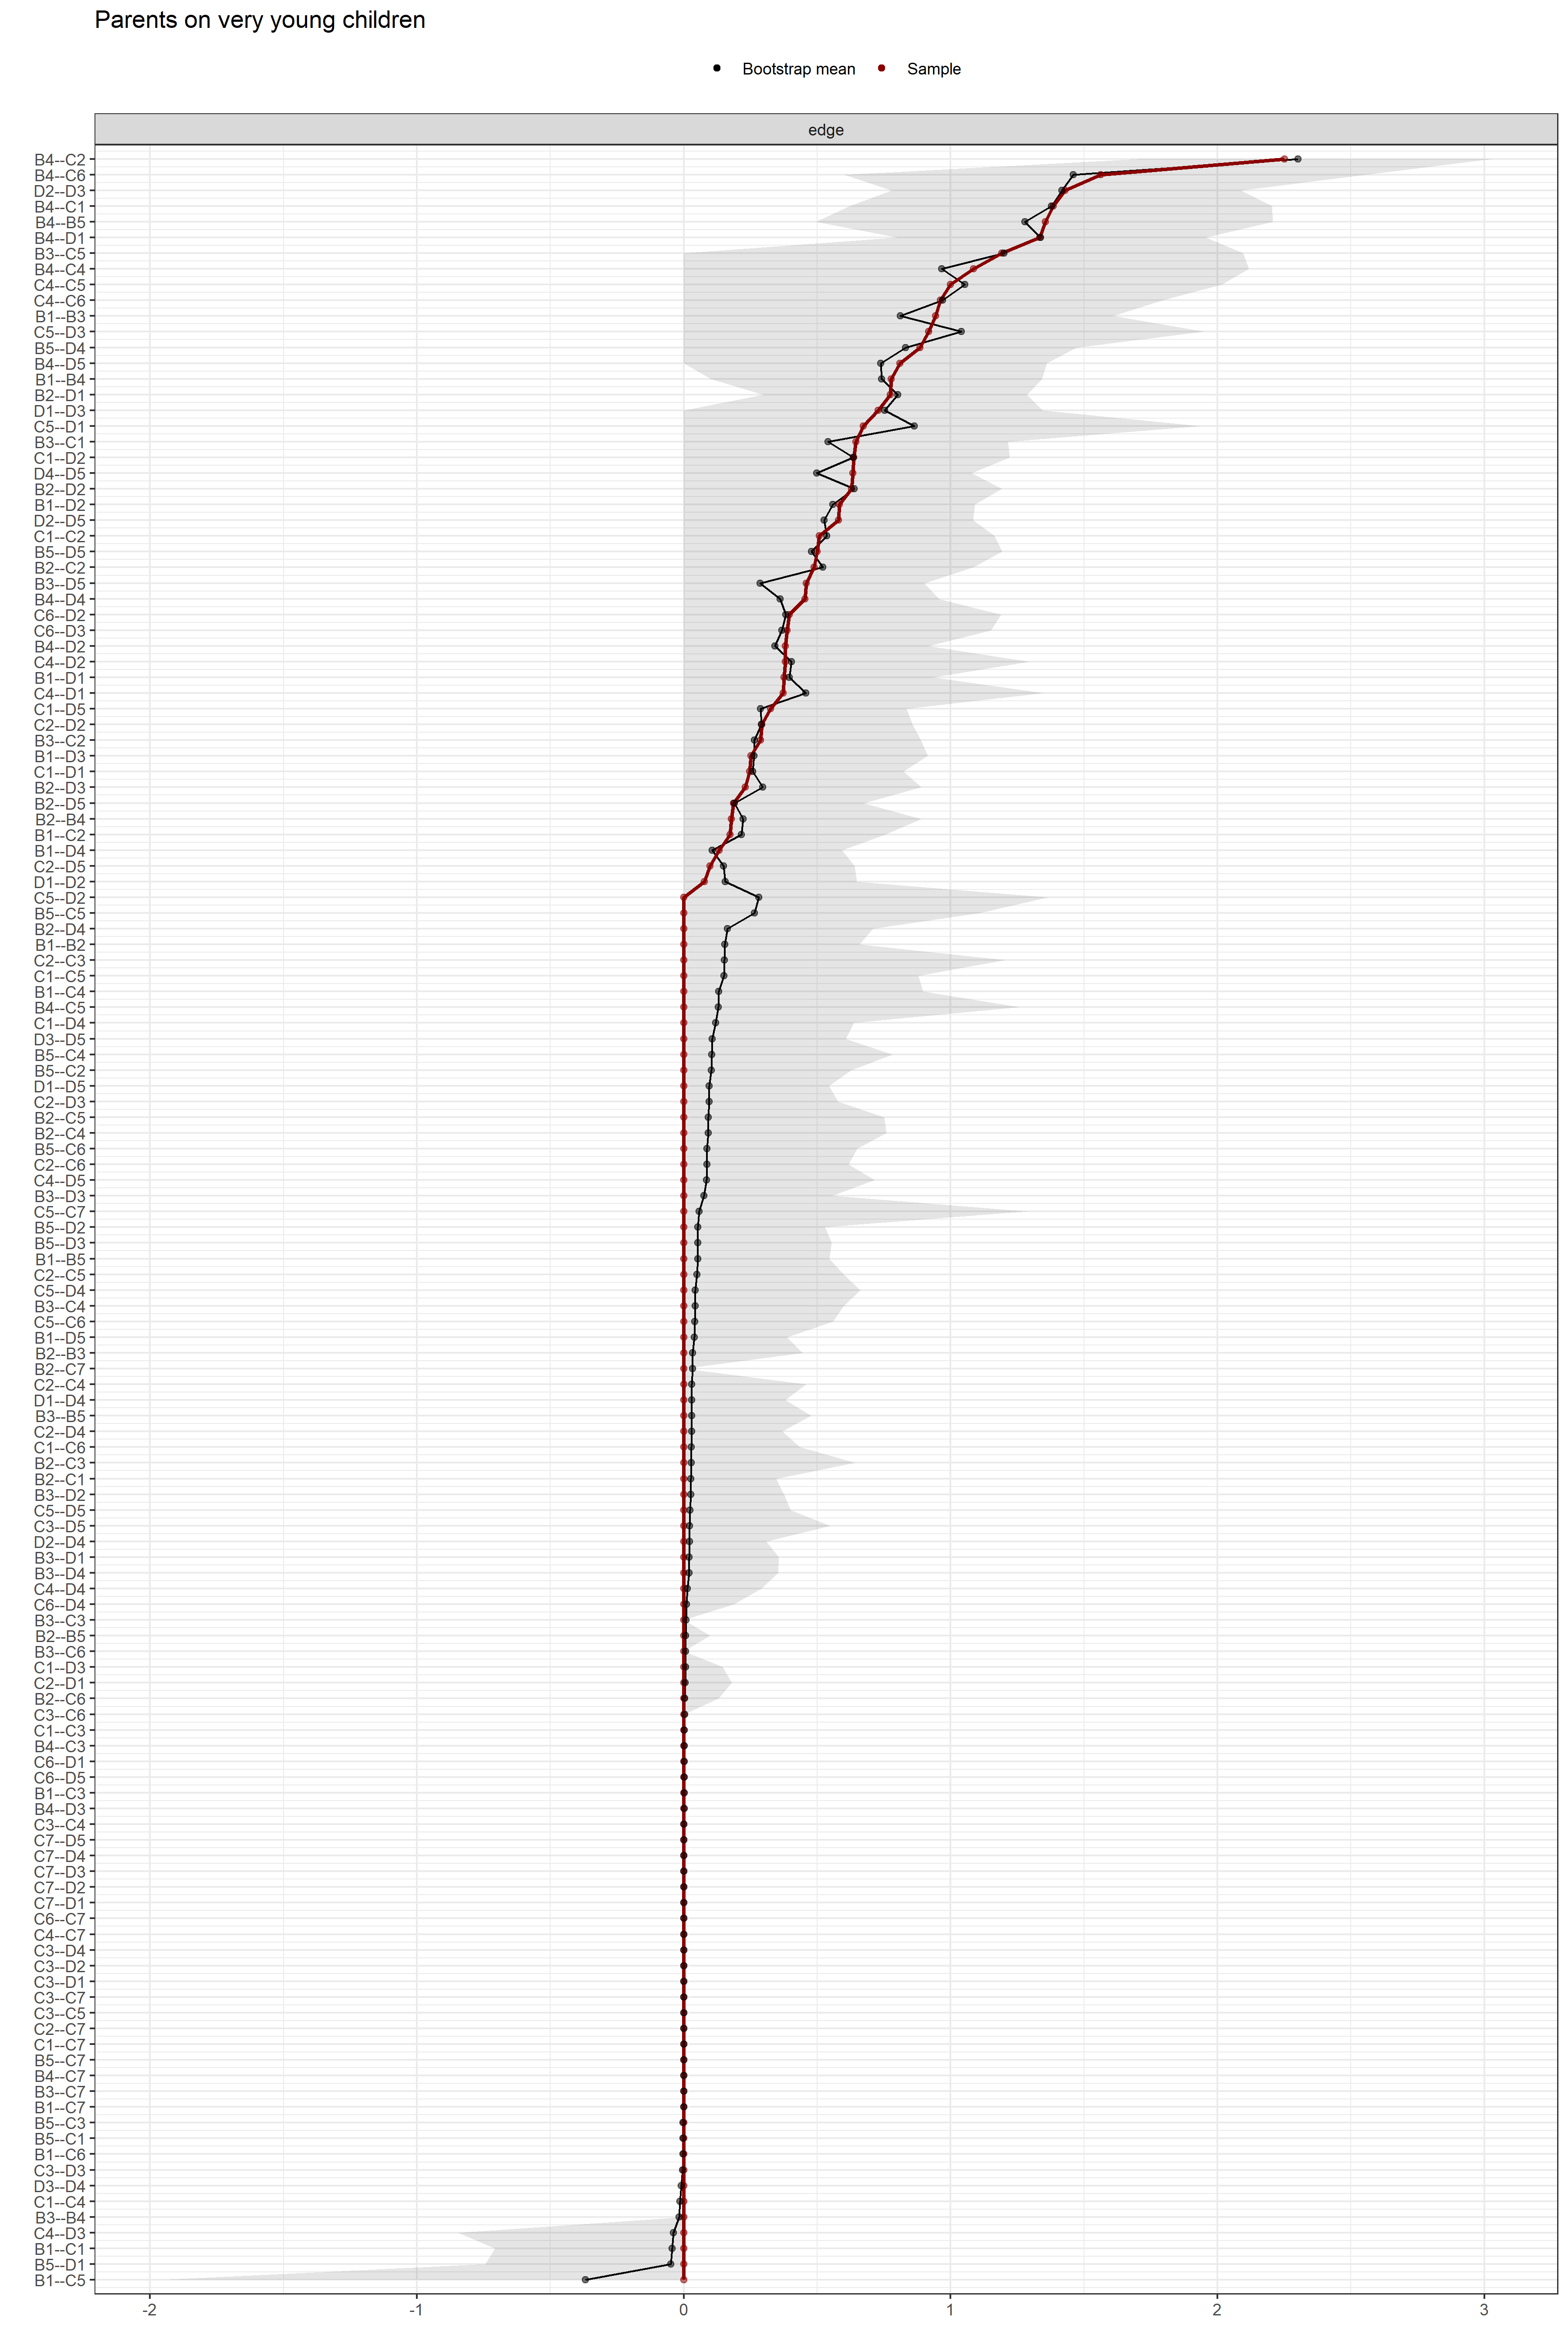 Parents on very young children
Bootstrap mean Sample
edge
B4--C2
B4--C6
D2--D3
B4--C1
B4--B5
B4--D1
B3--C5
B4--C4
C4--C5
C4--C6
B1--B3
C5--D3
B5--D4
B4--D5
B1--B4
B2--D1
D1--D3
C5--D1
B3--C1
C1--D2
D4--D5
B2--D2
B1--D2
D2--D5
C1--C2
B5--D5
B2--C2
B3--D5
B4--D4
C6--D2
C6--D3
B4--D2
C4--D2
B1--D1
C4--D1
C1--D5
C2--D2
B3--C2
B1--D3
C1--D1
B2--D3
B2--D5
B2--B4
B1--C2
B1--D4
C2--D5
D1--D2
C5--D2
B5--C5
B2--D4
B1--B2
C2--C3
C1--C5
B1--C4
B4--C5
C1--D4
D3--D5
B5--C4
B5--C2
D1--D5
C2--D3
B2--C5
B2--C4
B5--C6
C2--C6
C4--D5
B3--D3
C5--C7
B5--D2
B5--D3
B1--B5
C2--C5
C5--D4
B3--C4
C5--C6
B1--D5
B2--B3
B2--C7
C2--C4
D1--D4
B3--B5
C2--D4
C1--C6
B2--C3
B2--C1
B3--D2
C5--D5
C3--D5
D2--D4
B3--D1
B3--D4
C4--D4
C6--D4
B3--C3
B2--B5
B3--C6
C1--D3
C2--D1
B2--C6
C3--C6
C1--C3
B4--C3
C6--D1
C6--D5
B1--C3
B4--D3
C3--C4
C7--D5
C7--D4
C7--D3
C7--D2
C7--D1
C6--C7
C4--C7
C3--D4
C3--D2
C3--D1
C3--C7
C3--C5
C2--C7
C1--C7
B5--C7
B4--C7
B3--C7
B1--C7
B5--C3
B5--C1
B1--C6
C3--D3
D3--D4
C1--C4
B3--B4
C4--D3
B1--C1
B5--D1
B1--C5
-2 -1 0 1 2 3